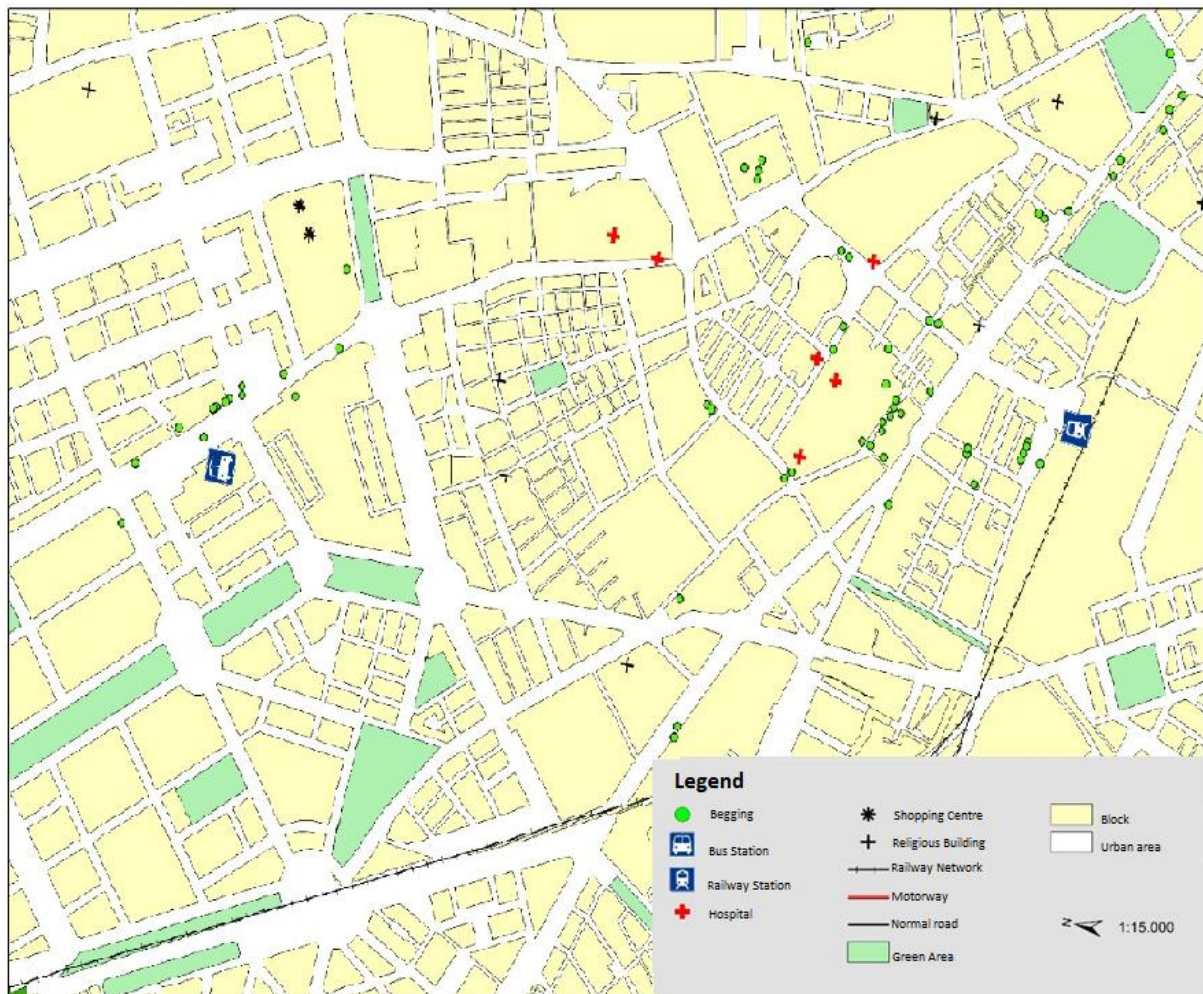 Legend
Begging
Bus Station
Railway Station
Hospital
Shopping Centre
Religious Building
Railway Network
Motorway
Normal road
Green Area
Block
Urban area
N
1:15.000